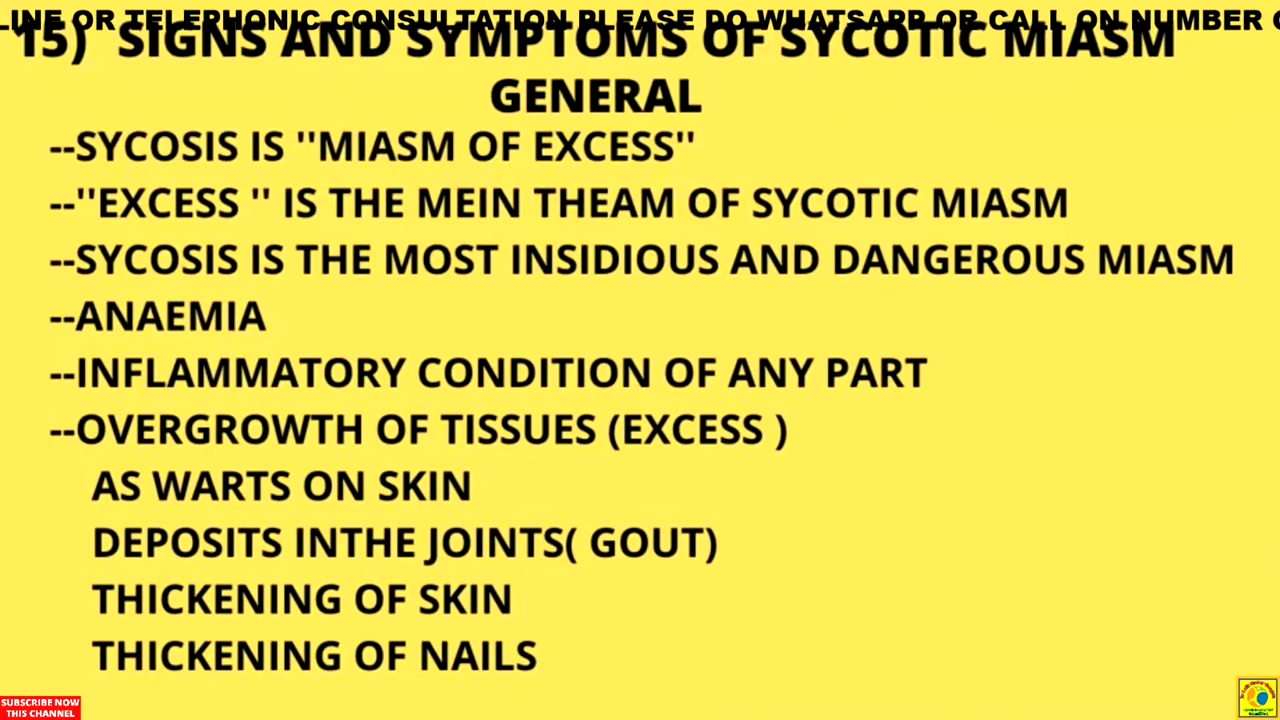 LINE OR TELEPHONIC CONSULTATION PLEASE DO WHATSAPP OR CALL ON NUMBER
15) SIGNS AND SYMPTOMS OF SYCOTIC MIASM
GENERAL
--SYCOSIS IS ''MIASM OF EXCESS''
--''EXCESS '' IS THE MEIN THEAM OF SYCOTIC MIASM
--SYCOSIS IS THE MOST INSIDIOUS AND DANGEROUS MIASM
--ANAEMIA
--INFLAMMATORY CONDITION OF ANY PART
--OVERGROWTH OF TISSUES (EXCESS )
AS WARTS ON SKIN
DEPOSITS INTHE JOINTS( GOUT)
THICKENING OF SKIN
THICKENING OF NAILS
SUBSCRIBE NOW
THIS CHANNEL